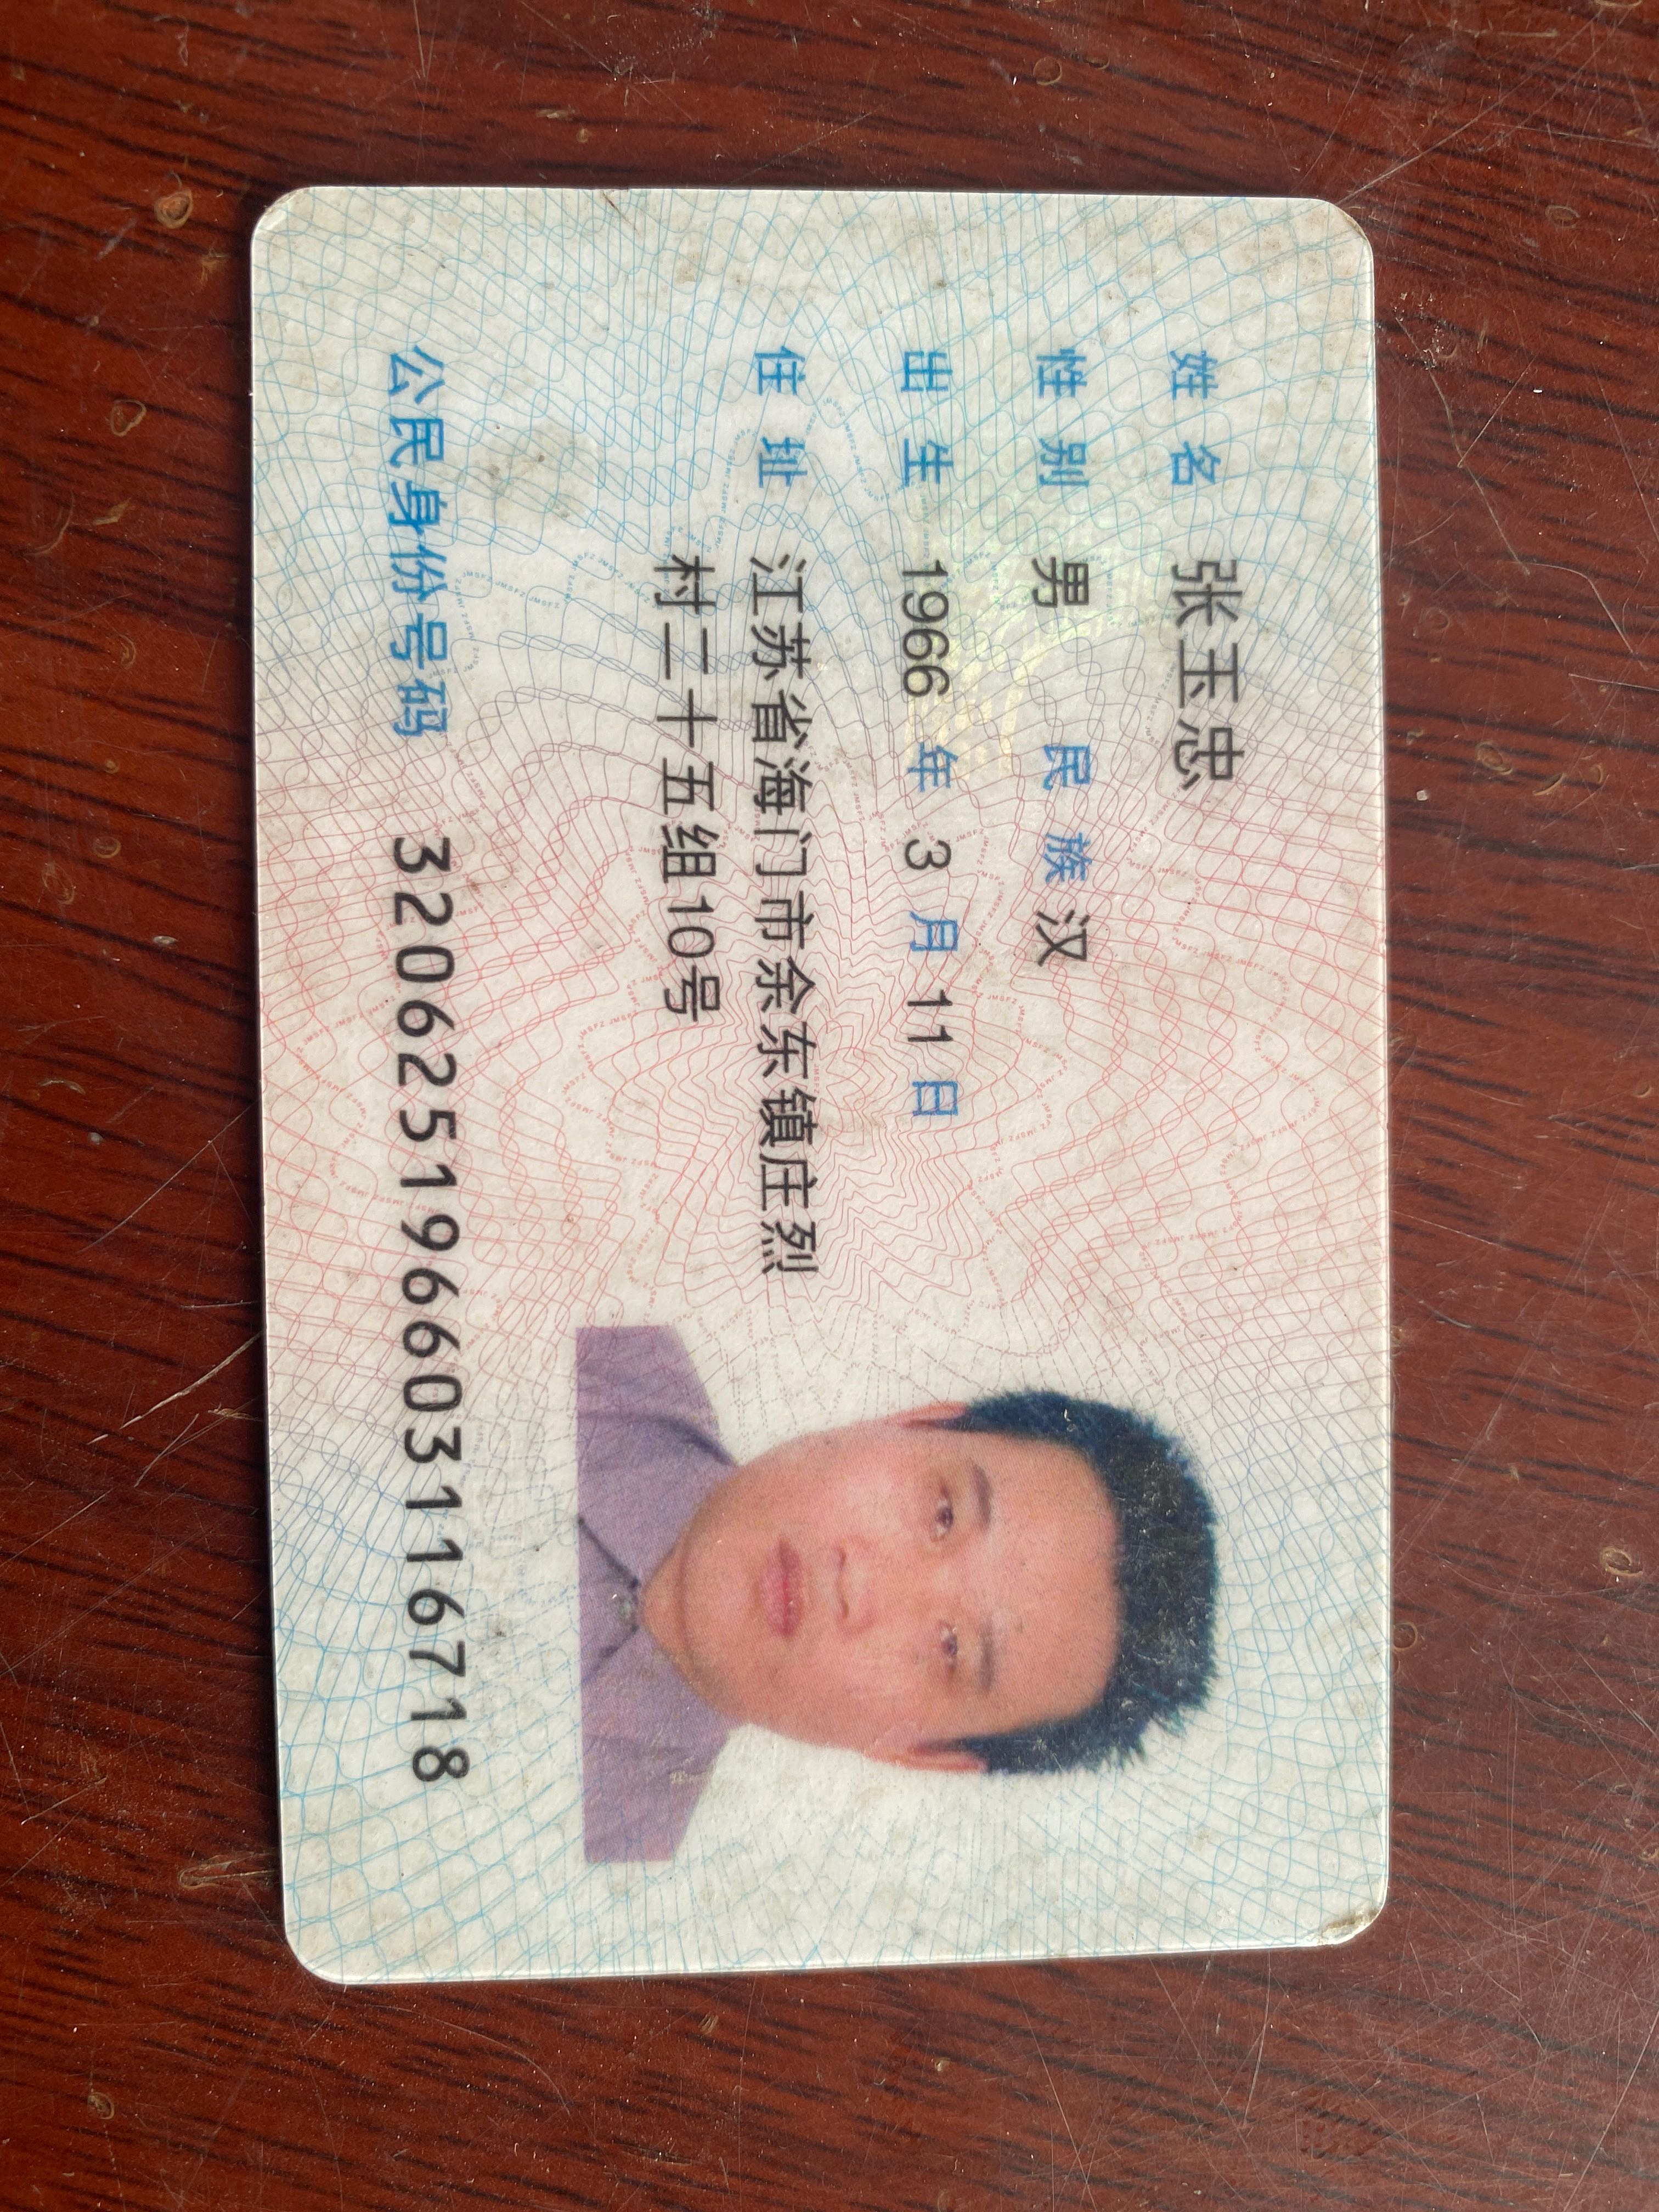 姓名 张玉忠
性别 男 民族 汉
出生 1966 年 3 月 11 日
住址 江苏省海门市余东镇庄烈
村二十五组10号
公民身份号码 320625196603116718